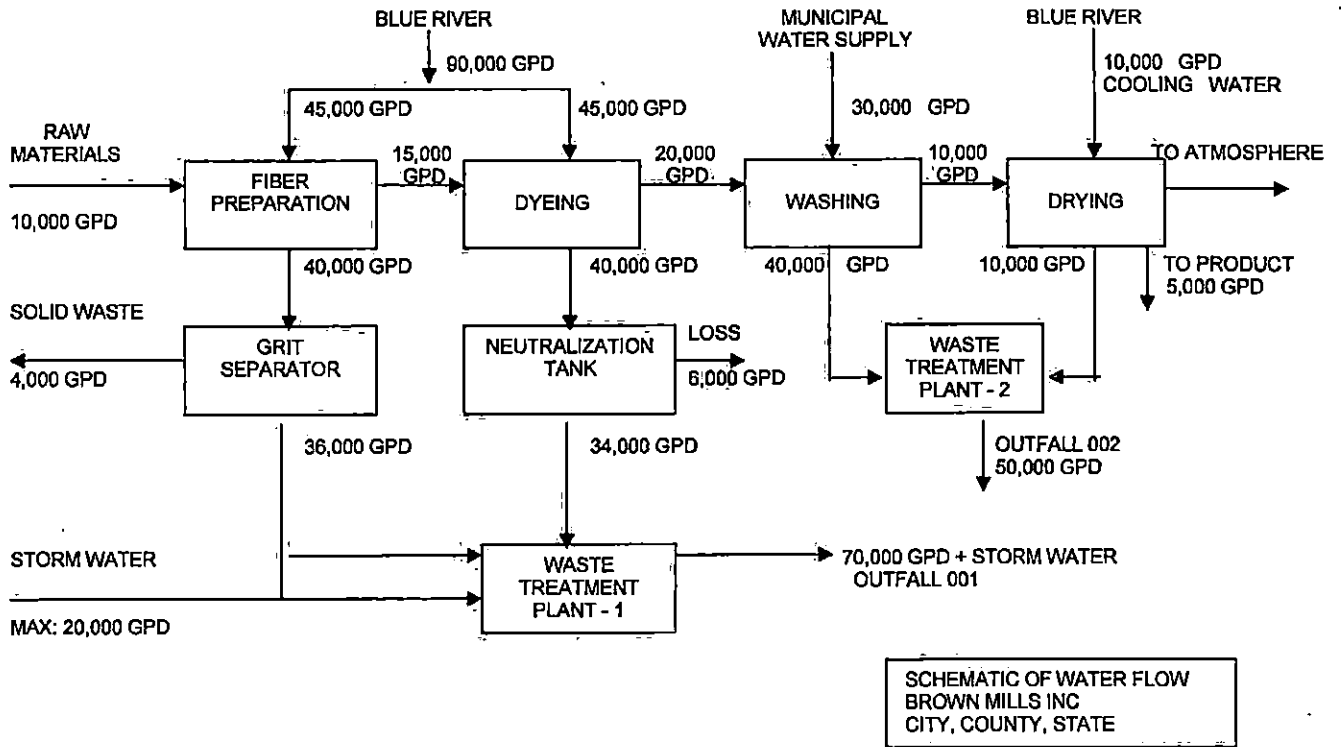 BLUE RIVER
90,000 GPD
MUNICIPAL
WATER SUPPLY
BLUE RIVER
10,000 GPD
COOLING WATER
45,000 GPD
45,000 GPD
30,000 GPD
RAW
MATERIALS
10,000 GPD
FIBER
PREPARATION
15,000
GPD
DYEING
20,000
GPD
WASHING
10,000
GPD
DRYING
TO ATMOSPHERE
40,000 GPD
40,000 GPD
40,000 GPD
10,000 GPD
TO PRODUCT
5,000 GPD
SOLID WASTE
4,000 GPD
GRIT
SEPARATOR
NEUTRALIZATION
TANK
LOSS
6,000 GPD
WASTE
TREATMENT
PLANT - 2
36,000 GPD
34,000 GPD
OUTFALL 002
50,000 GPD
STORM WATER
MAX: 20,000 GPD
WASTE
TREATMENT
PLANT - 1
70,000 GPD + STORM WATER
OUTFALL 001
SCHEMATIC OF WATER FLOW
BROWN MILLS INC
CITY, COUNTY, STATE